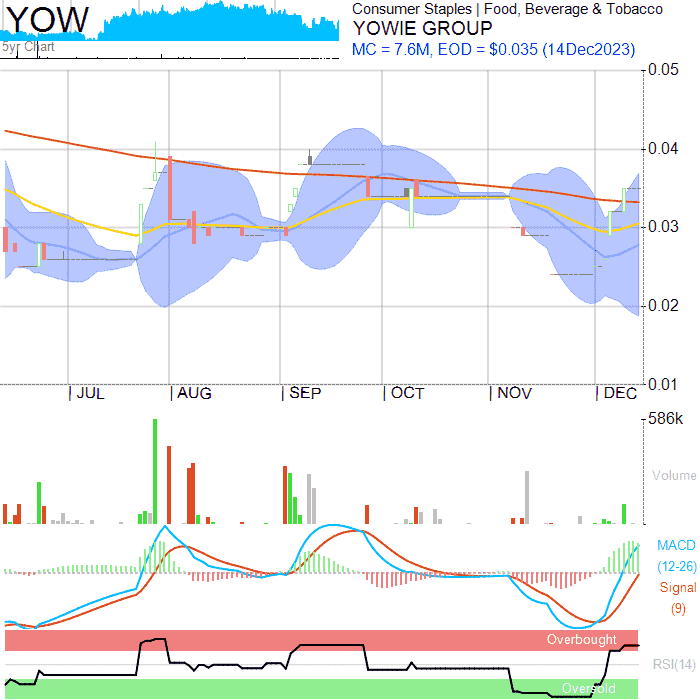 YOW
5yr Chart
Consumer Staples | Food, Beverage & Tobacco
YOWIE GROUP
MC = 7.6M, EOD = $0.035 (14Dec2023)
0.05
0.04
0.03
0.02
0.01
JUL AUG SEP OCT NOV DEC
586k
Volume
MACD
(12-26)
Signal
(9)
Overbought
RSI(14)
Oversold